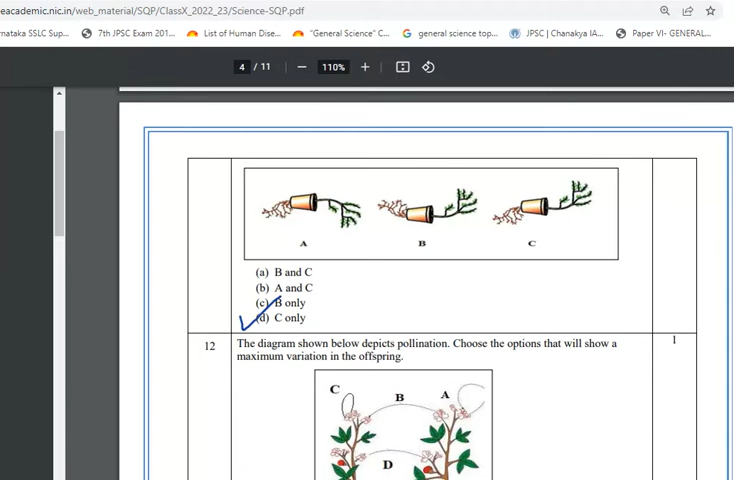 eacademic.nic.in/web_material/SQP/ClassX_2022_23/Science-SQP.pdf
rnataka SSLC Sup... 7th JPSC Exam 201... List of Human Dise... "General Science" C... general science top... JPSC | Chanakya IA... Paper VI- GENERAL...
4 / 11 — 110% +
A B C
(a) B and C
(b) A and C
(c) B only
(d) C only
12 The diagram shown below depicts pollination. Choose the options that will show a 1
maximum variation in the offspring.
C B A
D